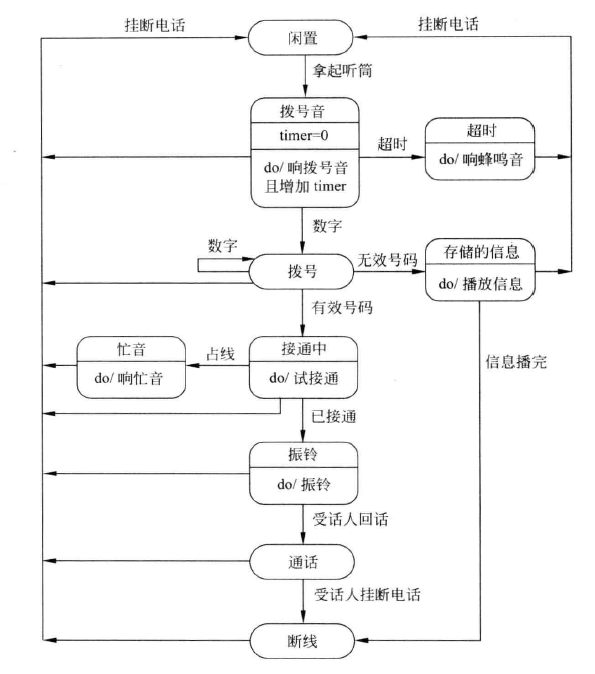 挂断电话
闲置
挂断电话
拿起听筒
拨号音
timer=0
do/ 响拨号音
且增加 timer
超时
超时
do/ 响蜂鸣音
数字
数字
拨号
无效号码
存储的信息
do/ 播放信息
有效号码
忙音
do/ 响忙音
占线
接通中
do/ 试接通
信息播完
已接通
振铃
do/ 振铃
受话人回话
通话
受话人挂断电话
断线